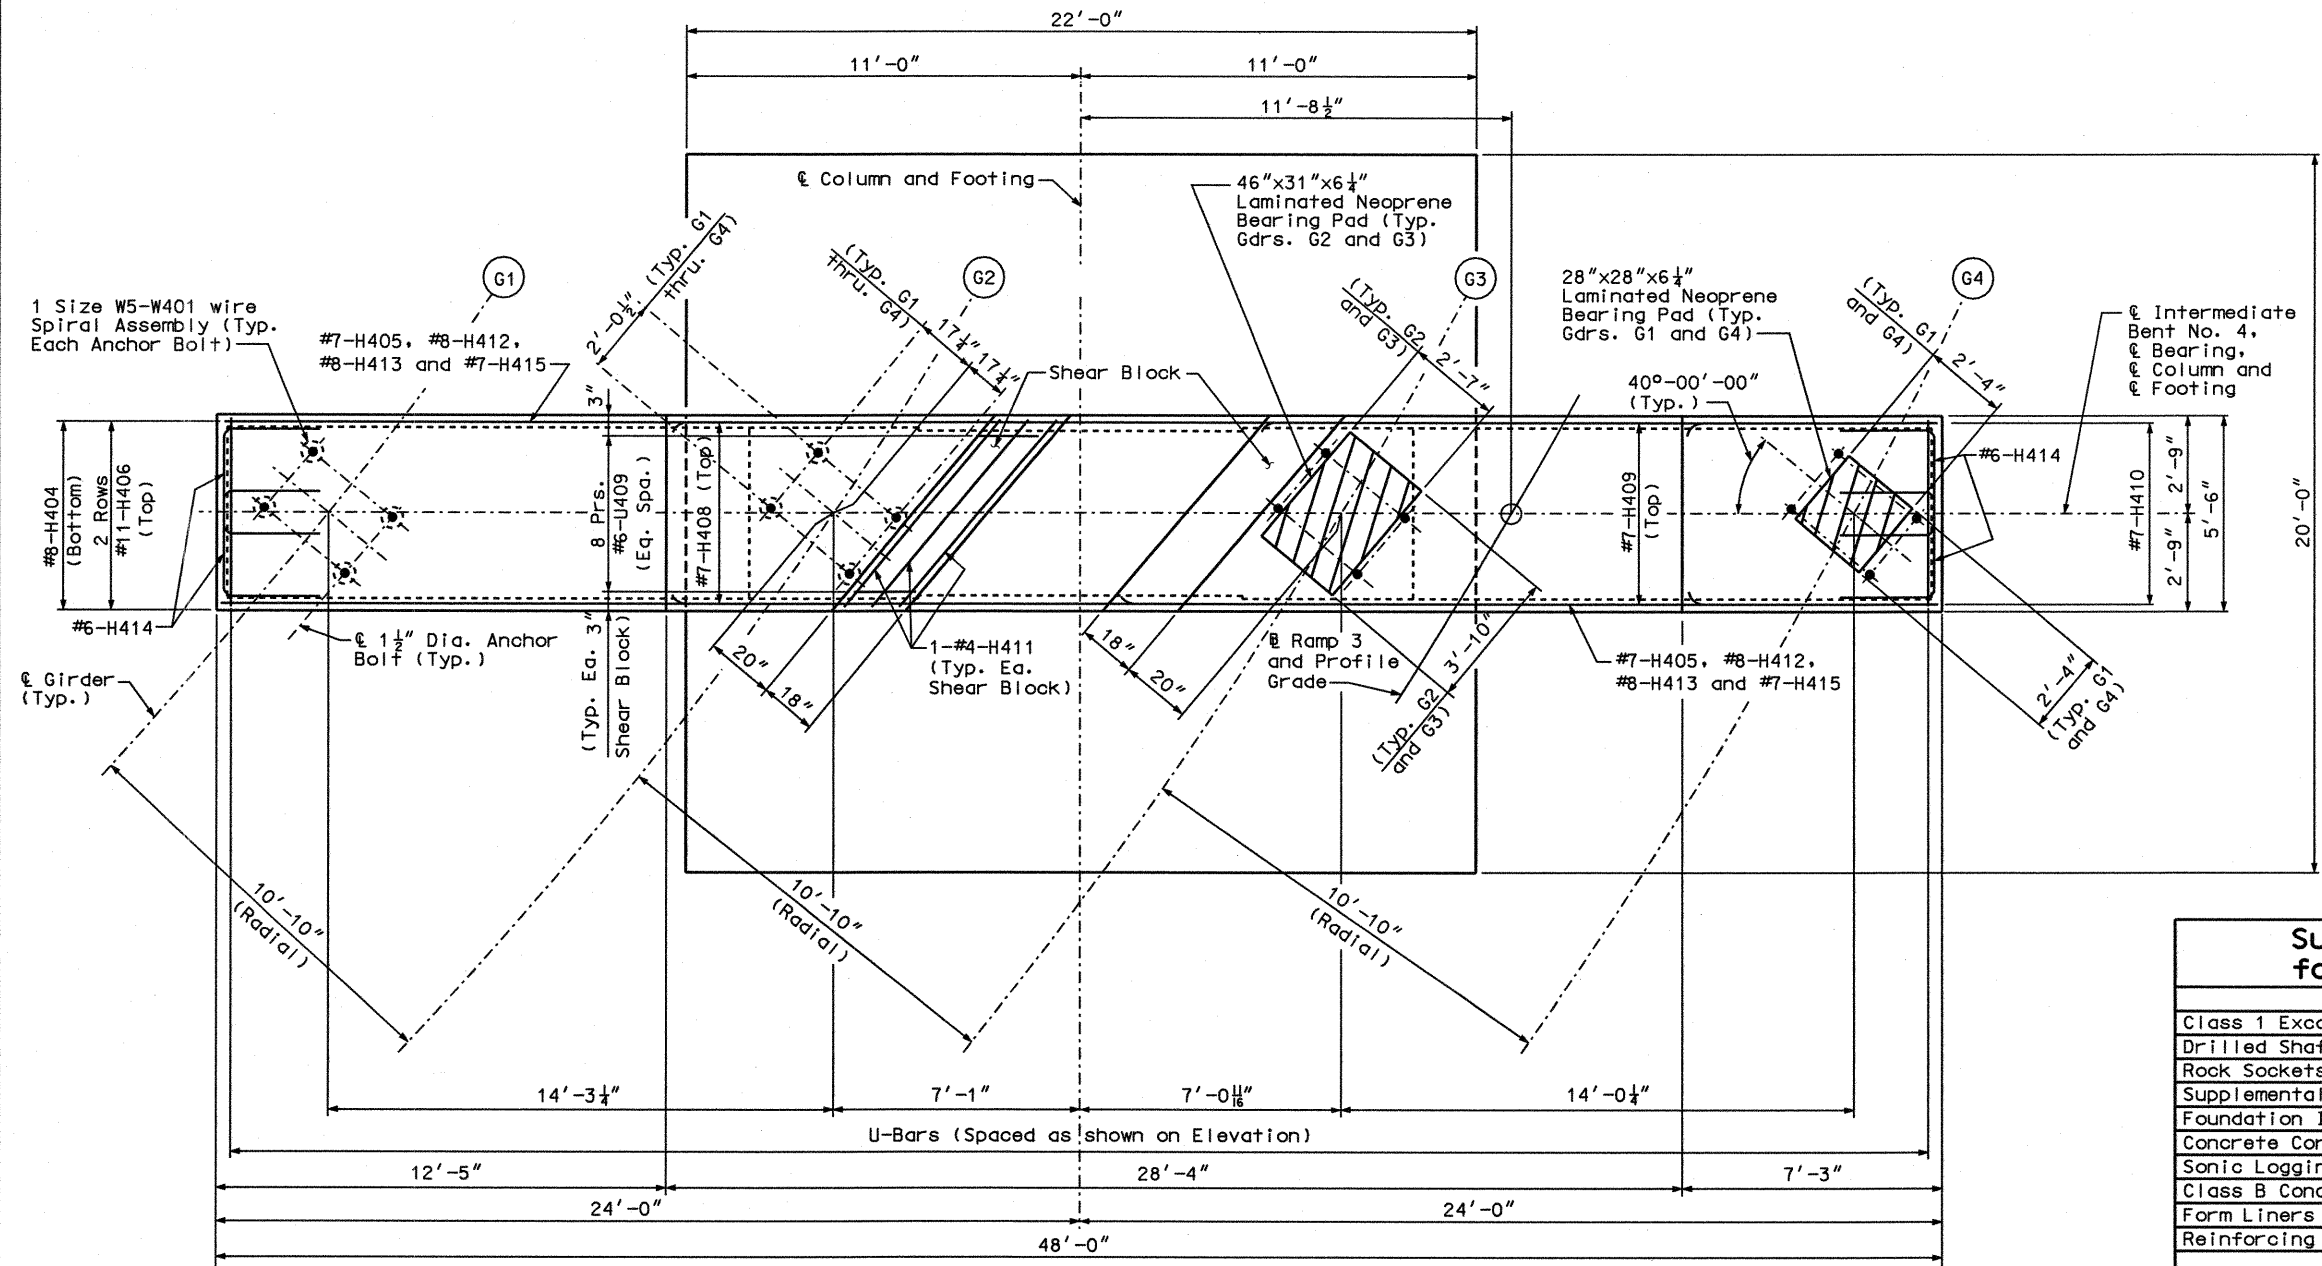 22'-0"
11'-0"
11'-0"
11'-8½"
℄ Column and Footing
46"x31"x6¼"
Laminated Neoprene
Bearing Pad (Typ.
Gdrs. G2 and G3)
2'-0½" (Typ. G1
thru. G4)
(Typ. G1
thru. G4)
17¼"
17¼"
G1
G2
G3
G4
1 Size W5-W401 wire
Spiral Assembly (Typ.
Each Anchor Bolt)
#7-H405, #8-H412,
#8-H413 and #7-H415
3"
Shear Block
(Typ. G2
and G3)
2'-7"
28"x28"x6¼"
Laminated Neoprene
Bearing Pad (Typ.
Gdrs. G1 and G4)
40°-00'-00"
(Typ.)
(Typ. G1
and G4)
2'-4"
℄ Intermediate
Bent No. 4,
℄ Bearing,
℄ Column and
℄ Footing
#8-H404
(Bottom)
2 Rows
#11-H406
(Top)
8 Prs.
#6-U409
(Eq. Spa.)
#7-H408 (Top)
#7-H409
(Top)
#6-H414
#7-H410
2'-9"
2'-9"
5'-6"
20'-0"
#6-H414
℄ 1½" Dia. Anchor
Bolt (Typ.)
℄ Girder
(Typ.)
(Typ. Ea. 3"
Shear Block)
20"
18"
1-#4-H411
(Typ. Ea.
Shear Block)
18"
20"
℄ Ramp 3
and Profile
Grade
3'-10"
(Typ. G2
and G3)
#7-H405, #8-H412,
#8-H413 and #7-H415
2'-4"
(Typ. G1
and G4)
10'-10"
(Radial)
10'-10"
(Radial)
10'-10"
(Radial)
14'-3¼"
7'-1"
7'-0 11/16"
14'-0¼"
U-Bars (Spaced as shown on Elevation)
12'-5"
28'-4"
7'-3"
24'-0"
24'-0"
48'-0"
Su
fo
Class 1 Exca
Drilled Shaf
Rock Sockets
Supplemental
Foundation I
Concrete Cor
Sonic Loggin
Class B Conc
Form Liners
Reinforcing